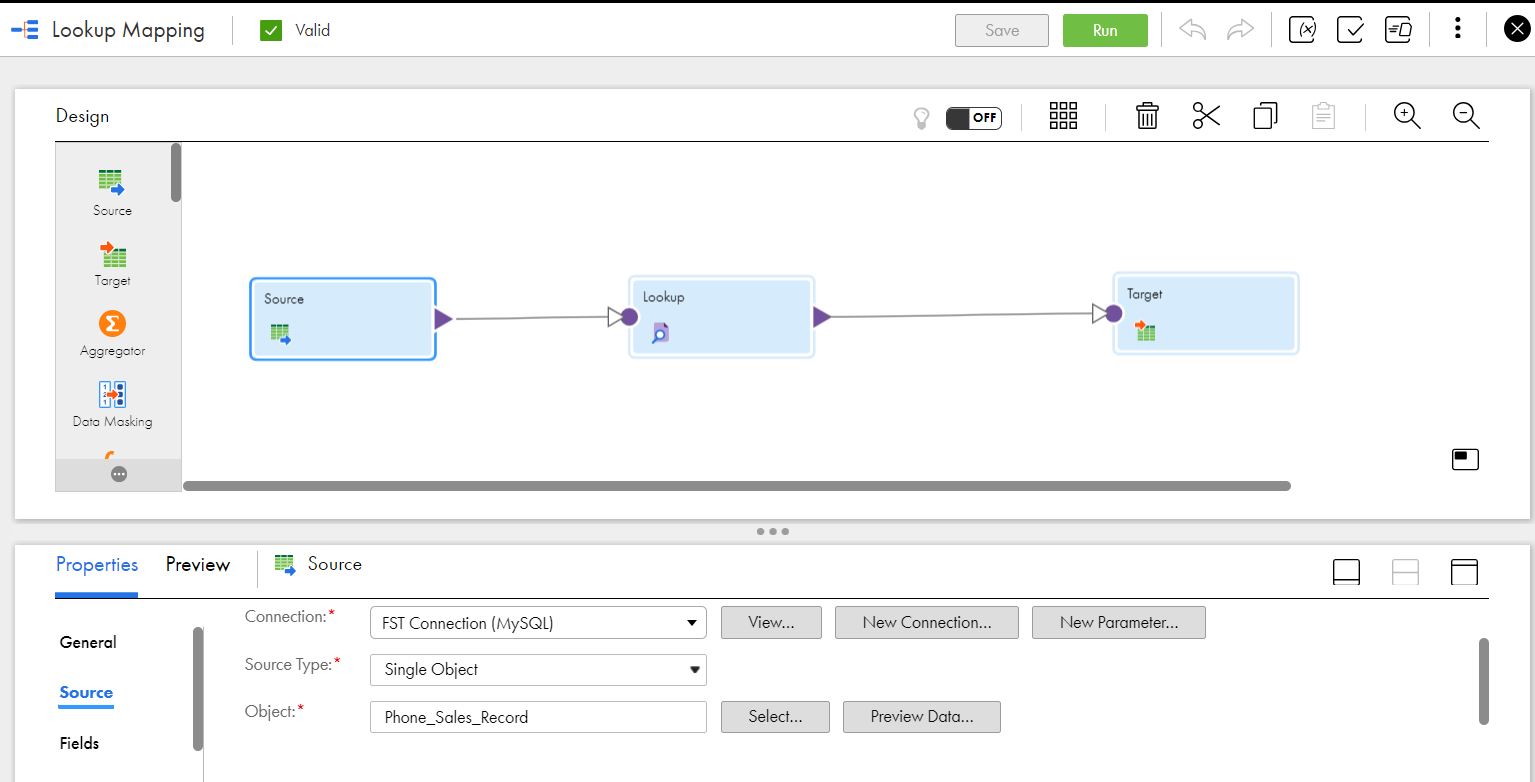 Lookup Mapping Valid Save Run
Design OFF
Source
Target
Aggregator
Data Masking
Source Lookup Target
Properties Preview Source
General
Source
Fields
Connection:* FST Connection (MySQL) View... New Connection... New Parameter...
Source Type:* Single Object
Object:* Phone_Sales_Record Select... Preview Data...